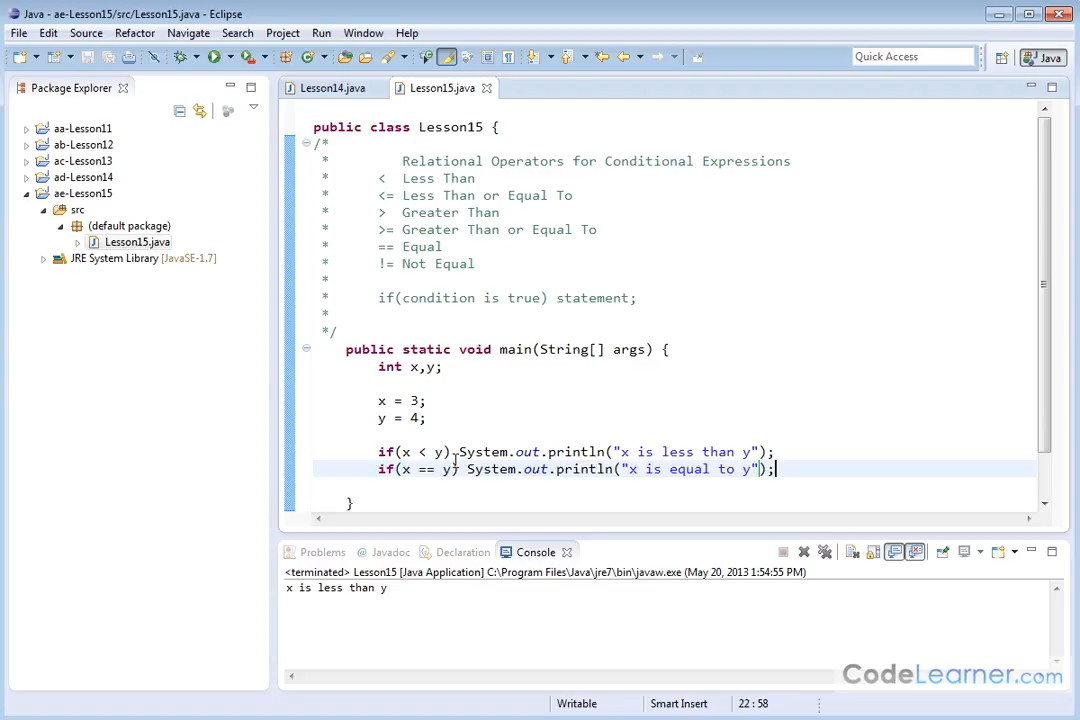 Java - ae-Lesson15/src/Lesson15.java - Eclipse
File Edit Source Refactor Navigate Search Project Run Window Help
Quick Access
Java
Package Explorer
aa-Lesson11
ab-Lesson12
ac-Lesson13
ad-Lesson14
ae-Lesson15
src
(default package)
Lesson15.java
JRE System Library [JavaSE-1.7]
Lesson14.java Lesson15.java
public class Lesson15 {
/*
* Relational Operators for Conditional Expressions
* < Less Than
* <= Less Than or Equal To
* > Greater Than
* >= Greater Than or Equal To
* == Equal
* != Not Equal
*
* if(condition is true) statement;
*
*/
public static void main(String[] args) {
int x,y;
x = 3;
y = 4;
if(x < y) System.out.println("x is less than y");
if(x == y) System.out.println("x is equal to y");
}
Problems @ Javadoc Declaration Console
<terminated> Lesson15 [Java Application] C:\Program Files\Java\jre7\bin\javaw.exe (May 20, 2013 1:54:55 PM)
x is less than y
CodeLearner.com
Writable Smart Insert 22 : 58